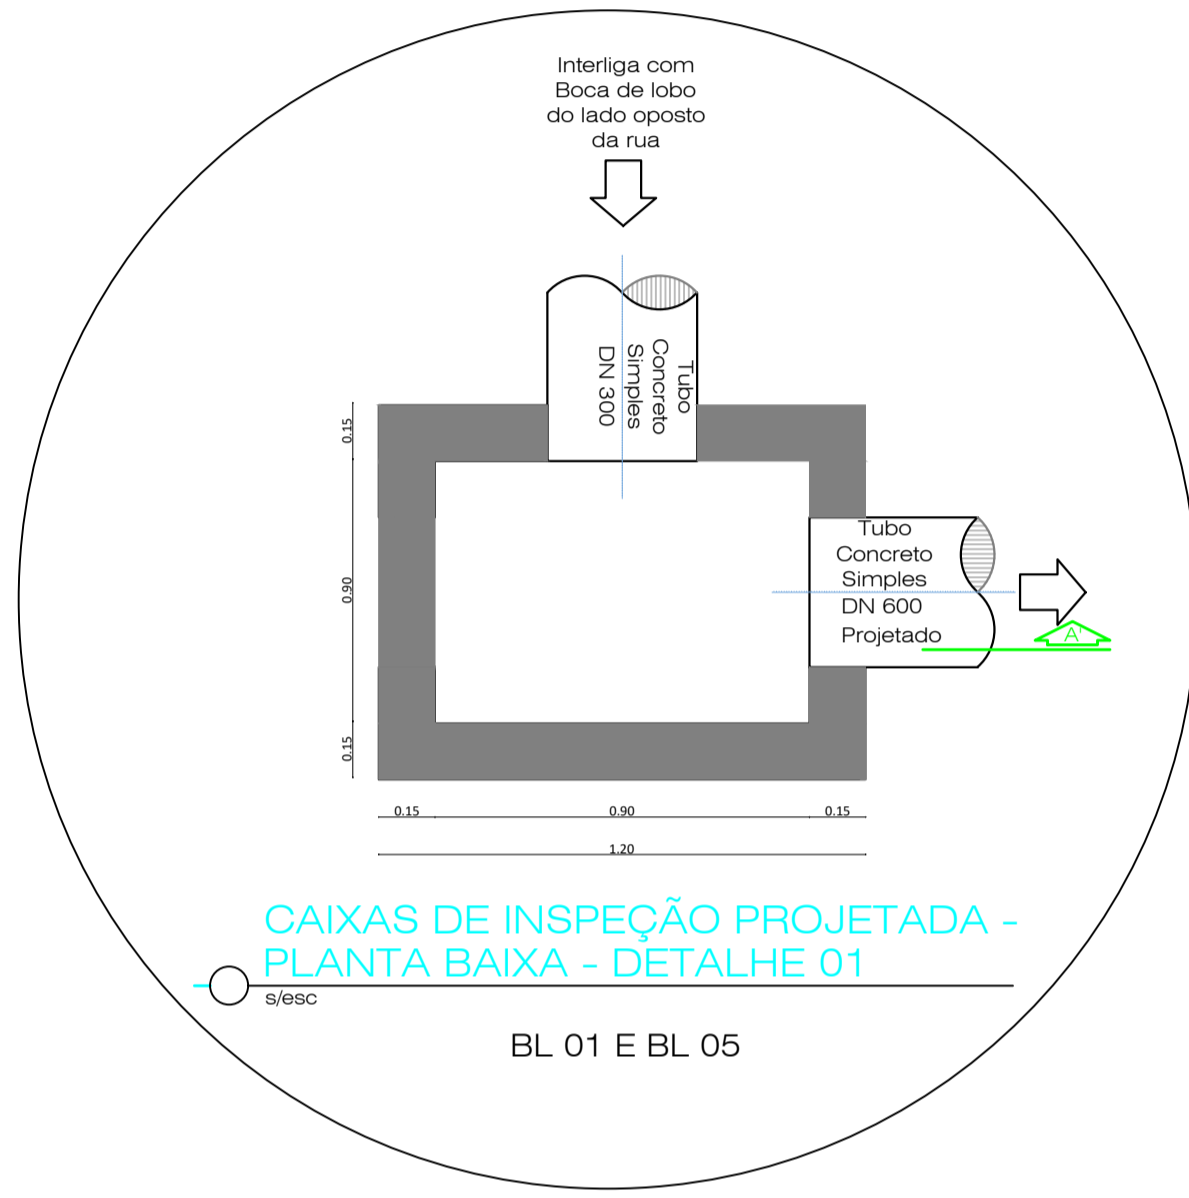 Interliga com
Boca de lobo
do lado oposto
da rua
Tubo
Concreto
Simples
DN 300
0.15
0.90
0.15
Tubo
Concreto
Simples
DN 600
Projetado
A'
0.15
0.90
0.15
1.20
CAIXAS DE INSPEÇÃO PROJETADA -
PLANTA BAIXA - DETALHE 01
s/esc
BL 01 E BL 05